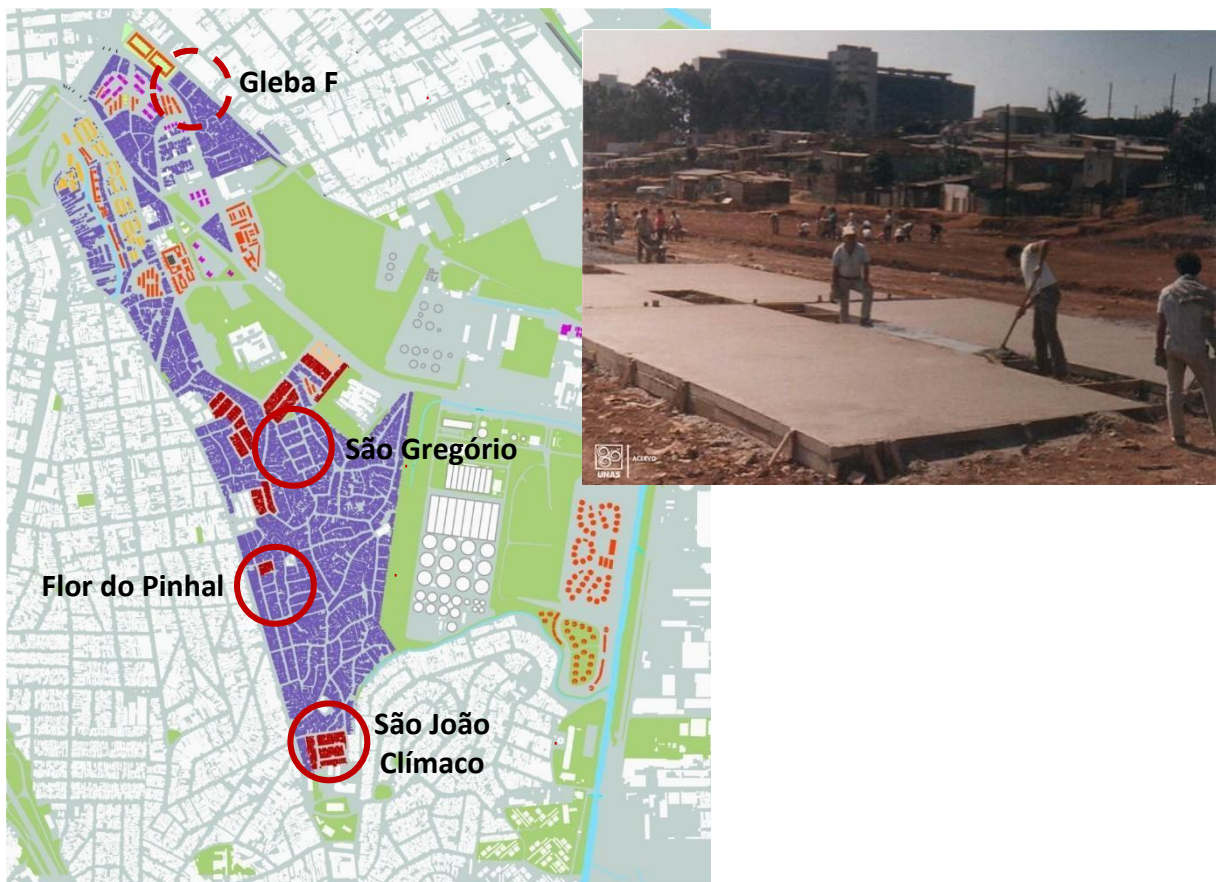 Gleba F
São Gregório
Flor do Pinhal
São João
Clímaco
UNAS
ACERVO